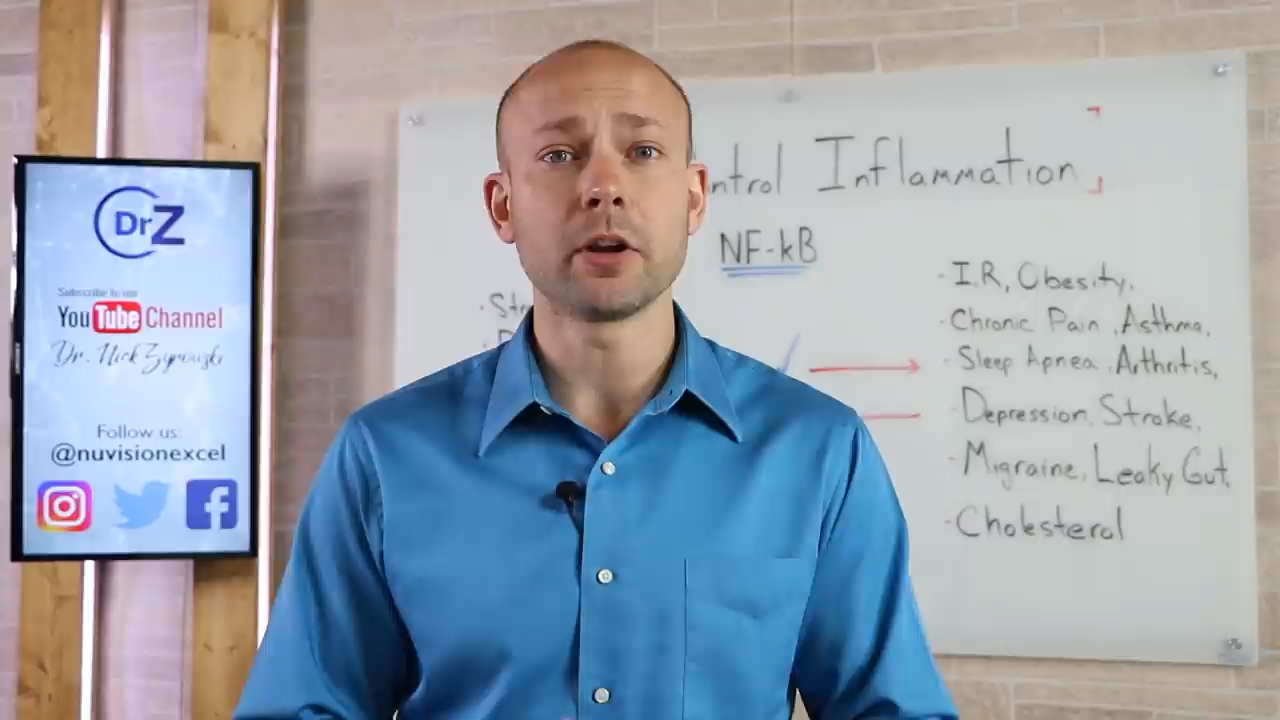 DrZ
Subscribe to our
YouTube Channel
Dr. Nick Zyrowski
Follow us:
@nuvisionexcel
ntrol Inflammation
NF-kB
· Str
· I.R, Obesity,
· Chronic Pain, Asthma,
· Sleep Apnea, Arthritis,
Depression, Stroke,
- Migraine, Leaky Gut,
· Cholesterol